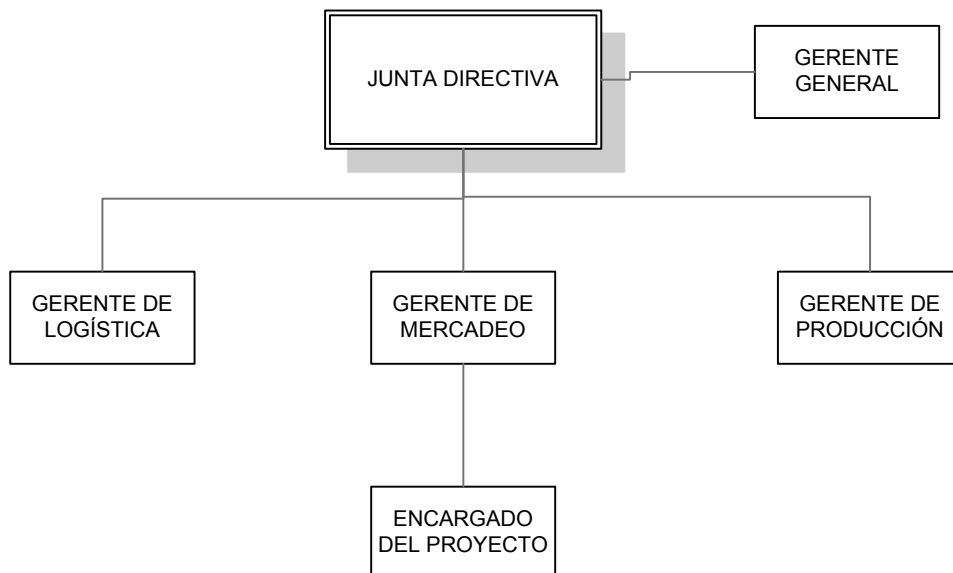 JUNTA DIRECTIVA
GERENTE
GENERAL
GERENTE DE
LOGÍSTICA
GERENTE DE
MERCADEO
GERENTE DE
PRODUCCIÓN
ENCARGADO
DEL PROYECTO